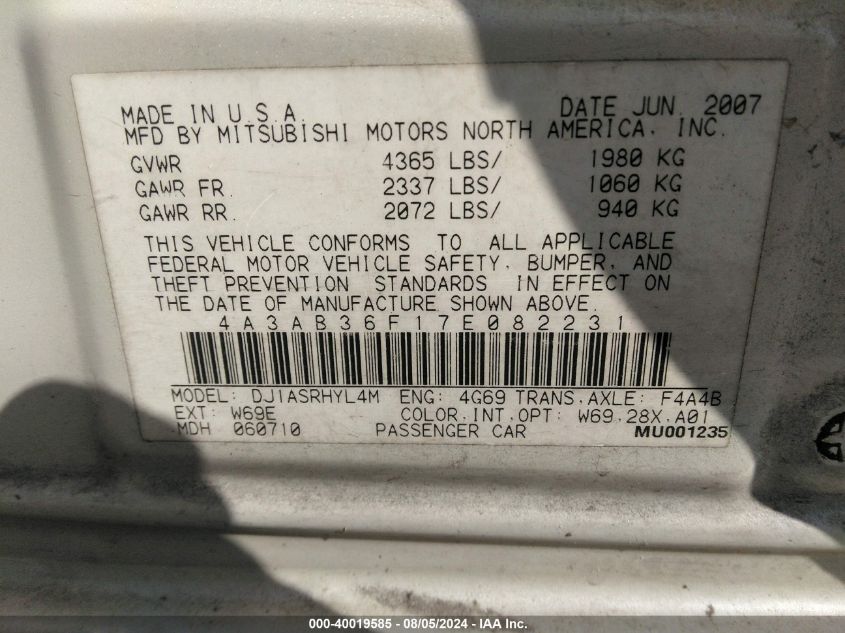 MADE IN U.S.A. DATE JUN. 2007
MFD BY MITSUBISHI MOTORS NORTH AMERICA, INC.
GVWR 4365 LBS/ 1980 KG
GAWR FR. 2337 LBS/ 1060 KG
GAWR RR. 2072 LBS/ 940 KG
THIS VEHICLE CONFORMS TO ALL APPLICABLE
FEDERAL MOTOR VEHICLE SAFETY, BUMPER, AND
THEFT PREVENTION STANDARDS IN EFFECT ON
THE DATE OF MANUFACTURE SHOWN ABOVE.
4A3AB36F17E082231
MODEL: DJ1ASRHYL4M ENG: 4G69 TRANS.AXLE: F4A4B
EXT: W69E COLOR.INT.OPT: W69.28X.A01
MDH 060710 PASSENGER CAR MU001235
000-40019585 - 08/05/2024 - IAA Inc.